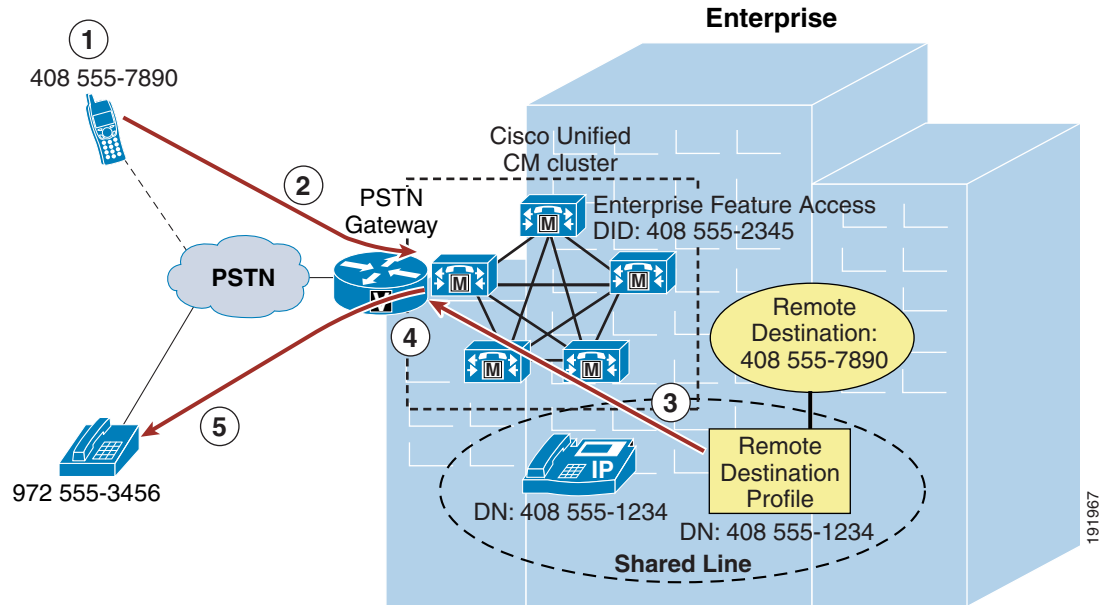 Enterprise
1
408 555-7890
Cisco Unified
CM cluster
2
PSTN
Gateway
Enterprise Feature Access
DID: 408 555-2345
M
M
M
PSTN
V
Remote
Destination:
408 555-7890
4
M
M
3
5
IP
Remote
Destination
Profile
972 555-3456
DN: 408 555-1234
DN: 408 555-1234
Shared Line
191967